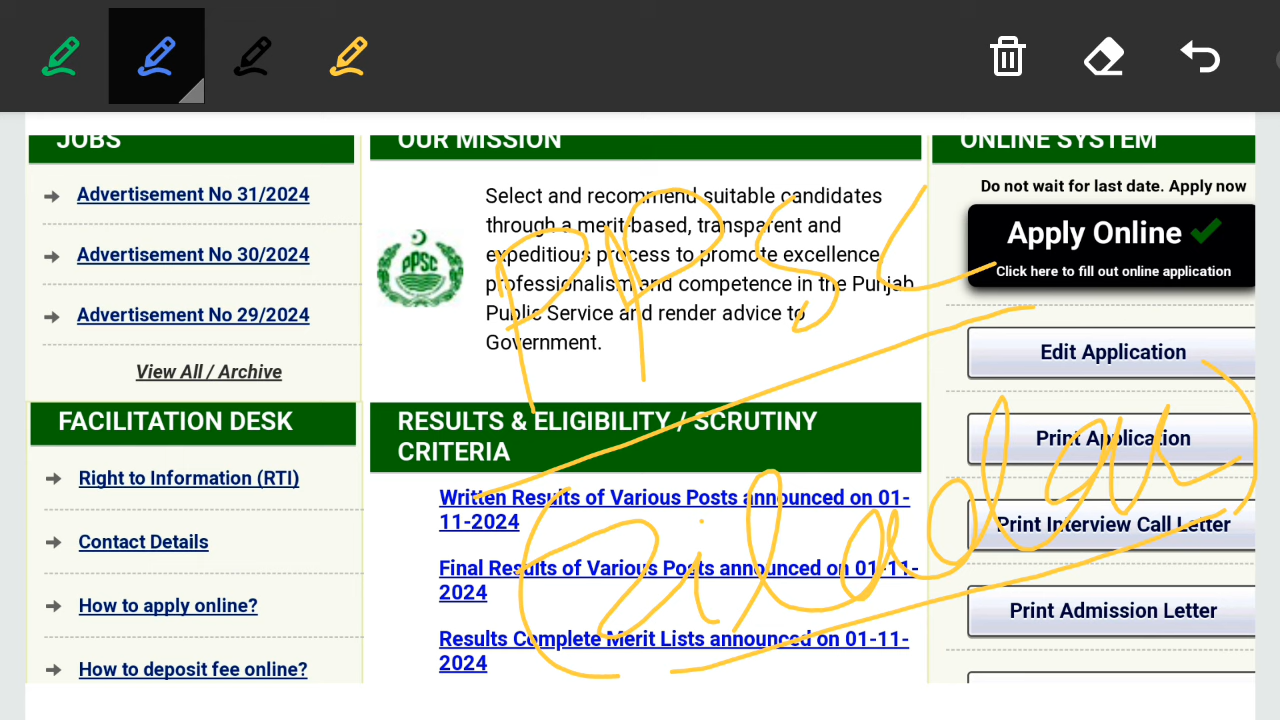 JOBS
Advertisement No 31/2024
Advertisement No 30/2024
Advertisement No 29/2024
View All / Archive
FACILITATION DESK
Right to Information (RTI)
Contact Details
How to apply online?
How to deposit fee online?
OUR MISSION
PPSC
Select and recommend suitable candidates
through a merit-based, transparent and
expeditious process to promote excellence
professionalism and competence in the Punjab
Public Service and render advice to
Government.
RESULTS & ELIGIBILITY / SCRUTINY
CRITERIA
Written Results of Various Posts announced on 01-
11-2024
Final Results of Various Posts announced on 01-11-
2024
Results Complete Merit Lists announced on 01-11-
2024
ONLINE SYSTEM
Do not wait for last date. Apply now
Apply Online
Click here to fill out online application
Edit Application
Print Application
Print Interview Call Letter
Print Admission Letter
PPSC
Ziladar